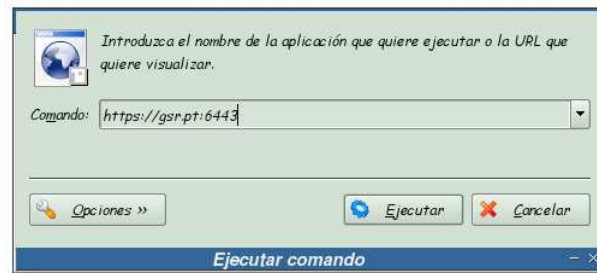 Introduzca el nombre de la aplicación que quiere ejecutar o la URL que
quiere visualizar.
Comando: https://gsr.pt:6443
Opciones »
Ejecutar
Cancelar
Ejecutar comando